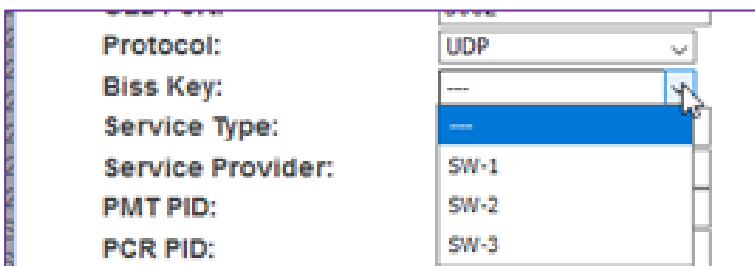 Protocol: UDP
Biss Key: ---
Service Type: ---
Service Provider: SW-1
PMT PID: SW-2
PCR PID: SW-3